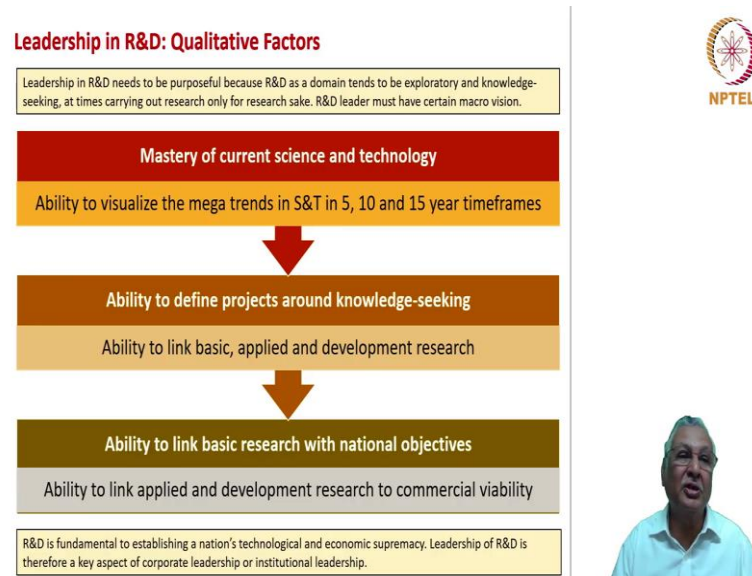 Leadership in R&D: Qualitative Factors
Leadership in R&D needs to be purposeful because R&D as a domain tends to be exploratory and knowledge-
seeking, at times carrying out research only for research sake. R&D leader must have certain macro vision.
NPTEL
Mastery of current science and technology
Ability to visualize the mega trends in S&T in 5, 10 and 15 year timeframes
Ability to define projects around knowledge-seeking
Ability to link basic, applied and development research
Ability to link basic research with national objectives
Ability to link applied and development research to commercial viability
R&D is fundamental to establishing a nation's technological and economic supremacy. Leadership of R&D is
therefore a key aspect of corporate leadership or institutional leadership.